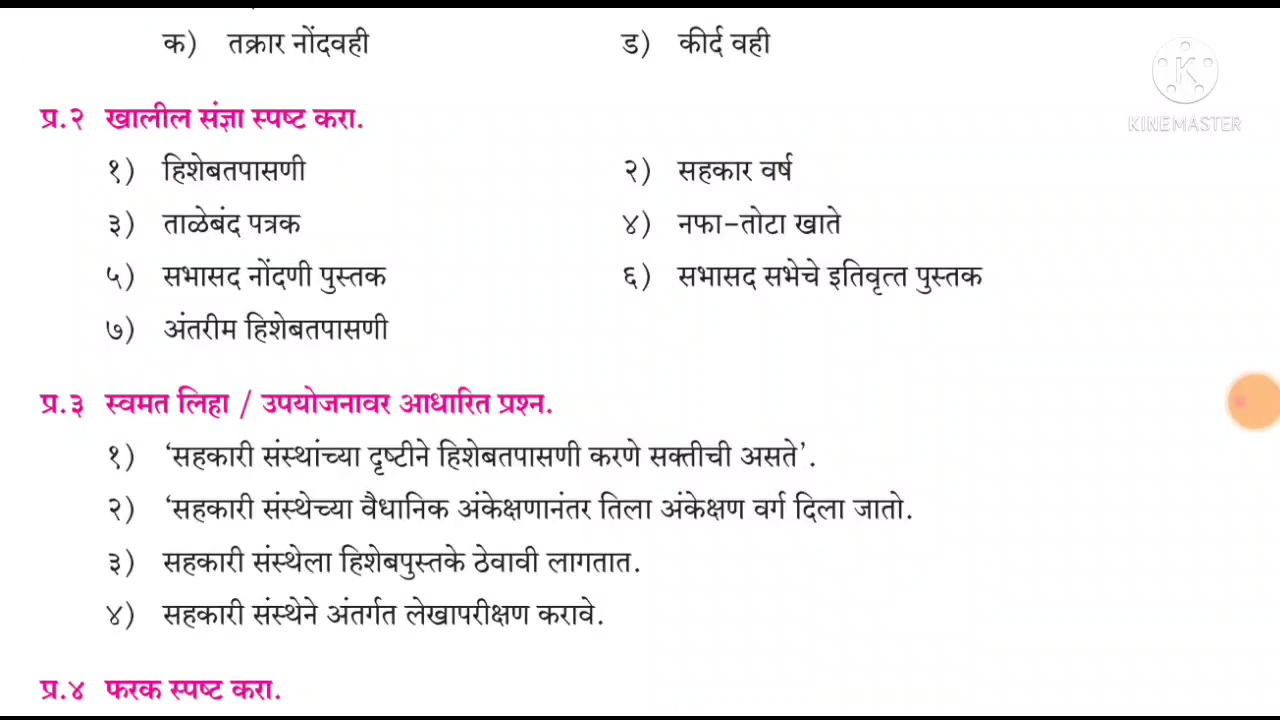 क) तक्रार नोंदवही ड) कीर्द वही
KINEMASTER
प्र.२ खालील संज्ञा स्पष्ट करा.
१) हिशेबतपासणी २) सहकार वर्ष
३) ताळेबंद पत्रक ४) नफा-तोटा खाते
५) सभासद नोंदणी पुस्तक ६) सभासद सभेचे इतिवृत्त पुस्तक
७) अंतरीम हिशेबतपासणी
प्र.३ स्वमत लिहा / उपयोजनावर आधारित प्रश्न.
१) ‘सहकारी संस्थांच्या दृष्टीने हिशेबतपासणी करणे सक्तीची असते’.
२) ‘सहकारी संस्थेच्या वैधानिक अंकेक्षणानंतर तिला अंकेक्षण वर्ग दिला जातो.
३) सहकारी संस्थेला हिशेबपुस्तके ठेवावी लागतात.
४) सहकारी संस्थेने अंतर्गत लेखापरीक्षण करावे.
प्र.४ फरक स्पष्ट करा.